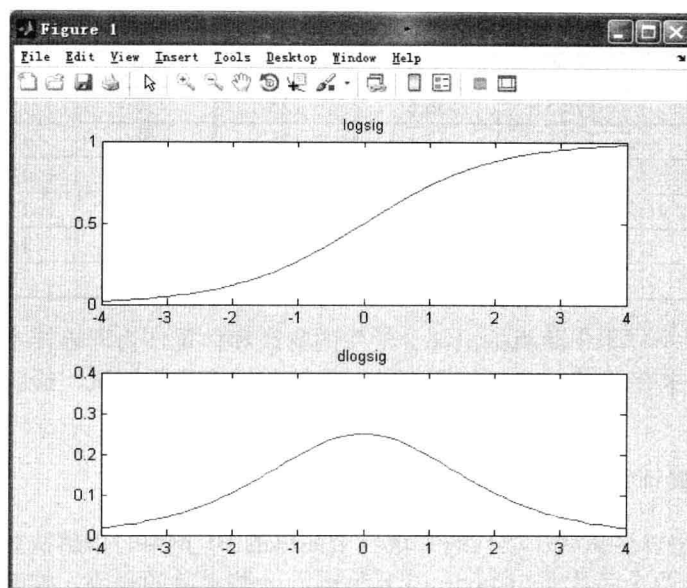 Figure 1
File Edit View Insert Tools Desktop Window Help
logsig
1
0.5
0
-4 -3 -2 -1 0 1 2 3 4
dlogsig
0.4
0.3
0.2
0.1
0
-4 -3 -2 -1 0 1 2 3 4